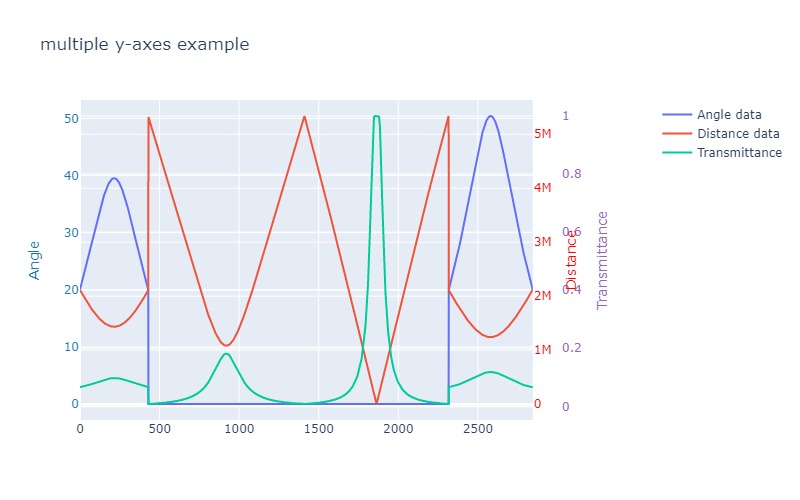 multiple y-axes example
Angle data
Distance data
Transmittance
50
40
30
20
10
0
Angle
5M
4M
3M
2M
1M
0
Distance
1
0.8
0.6
0.4
0.2
0
Transmittance
0 500 1000 1500 2000 2500